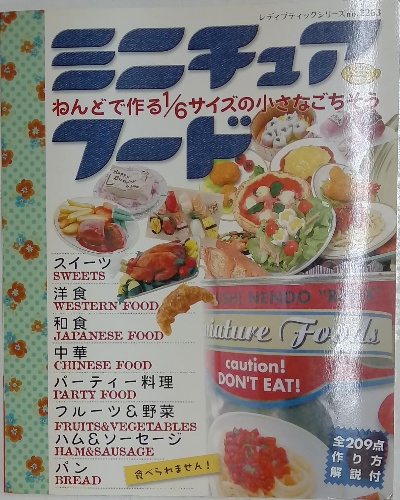 レディブティックシリーズno.2263
ミニチュア
ねんどで作る1/6サイズの小さなごちそう
フード
スイーツ
SWEETS
洋食
WESTERN FOOD
和食
JAPANESE FOOD
中華
CHINESE FOOD
パーティー料理
PARTY FOOD
フルーツ&野菜
FRUITS&VEGETABLES
ハム&ソーセージ
HAM&SAUSAGE
パン
BREAD
食べられません!
NENDO
Foods
caution!
DON'T EAT!
全209点
作り方
解説付